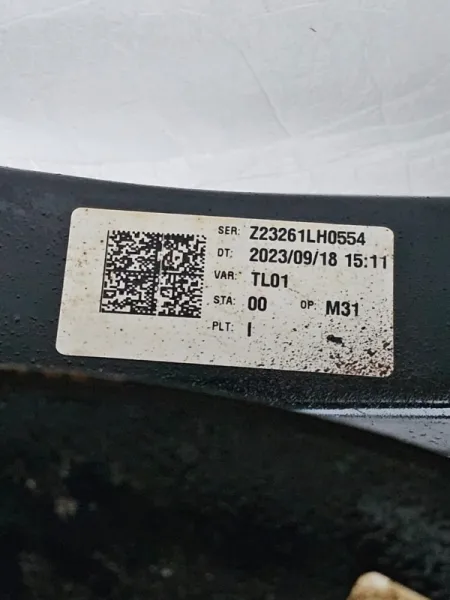 SER: Z23261LH0554
DT: 2023/09/18 15:11
VAR: TL01
STA: 00 OP: M31
PLT: I